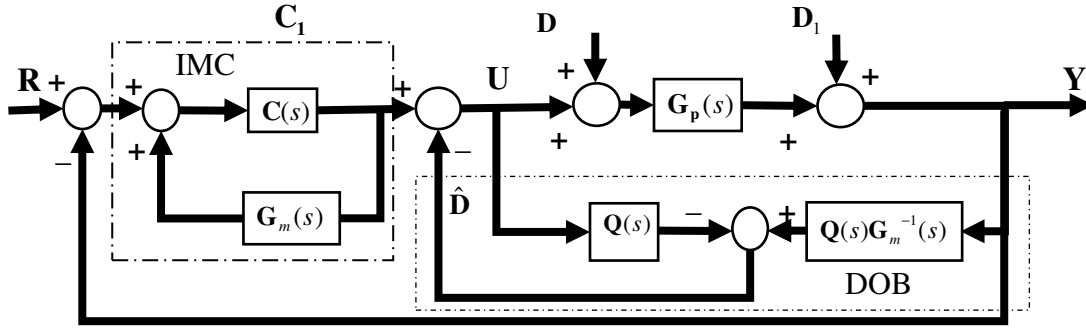 C₁
D
D₁
IMC
R + + + U + + Y
C(s)
Gₚ(s)
− + − + +
Gₘ(s)
D̂
Q(s) − + Q(s)Gₘ⁻¹(s)
DOB